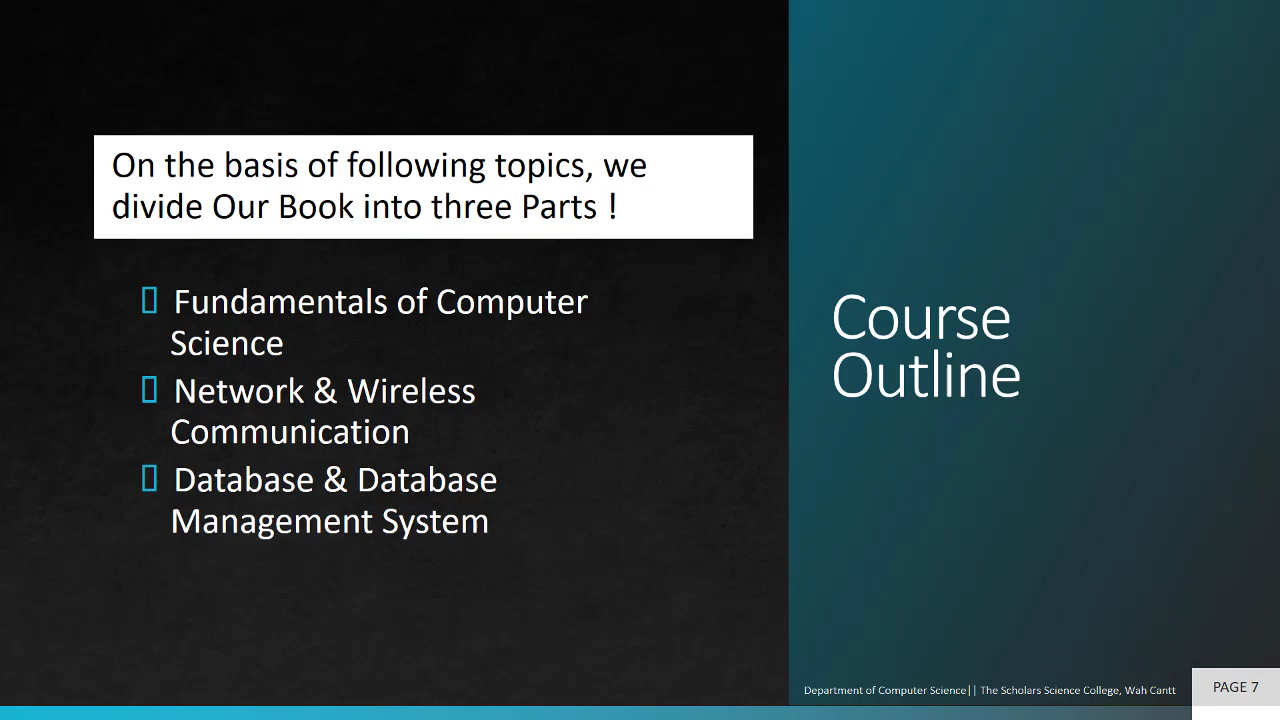 On the basis of following topics, we
divide Our Book into three Parts !
Fundamentals of Computer
Science
Network & Wireless
Communication
Database & Database
Management System
Course
Outline
Department of Computer Science|| The Scholars Science College, Wah Cantt
PAGE 7